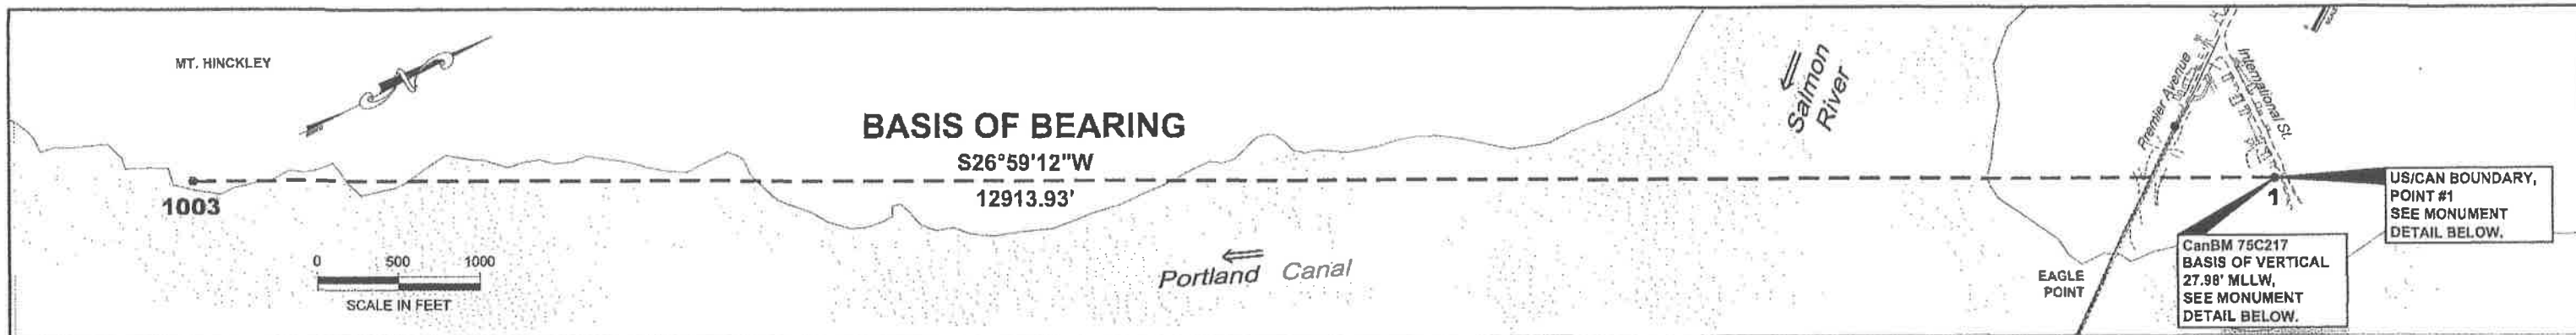 MT. HINCKLEY
BASIS OF BEARING
S26°59'12"W
12913.93'
1003
0 500 1000
SCALE IN FEET
Salmon
River
Portland Canal
Premier Avenue
International St.
1
EAGLE
POINT
US/CAN BOUNDARY,
POINT #1
SEE MONUMENT
DETAIL BELOW.
CanBM 75C217
BASIS OF VERTICAL
27.98' MLLW,
SEE MONUMENT
DETAIL BELOW.